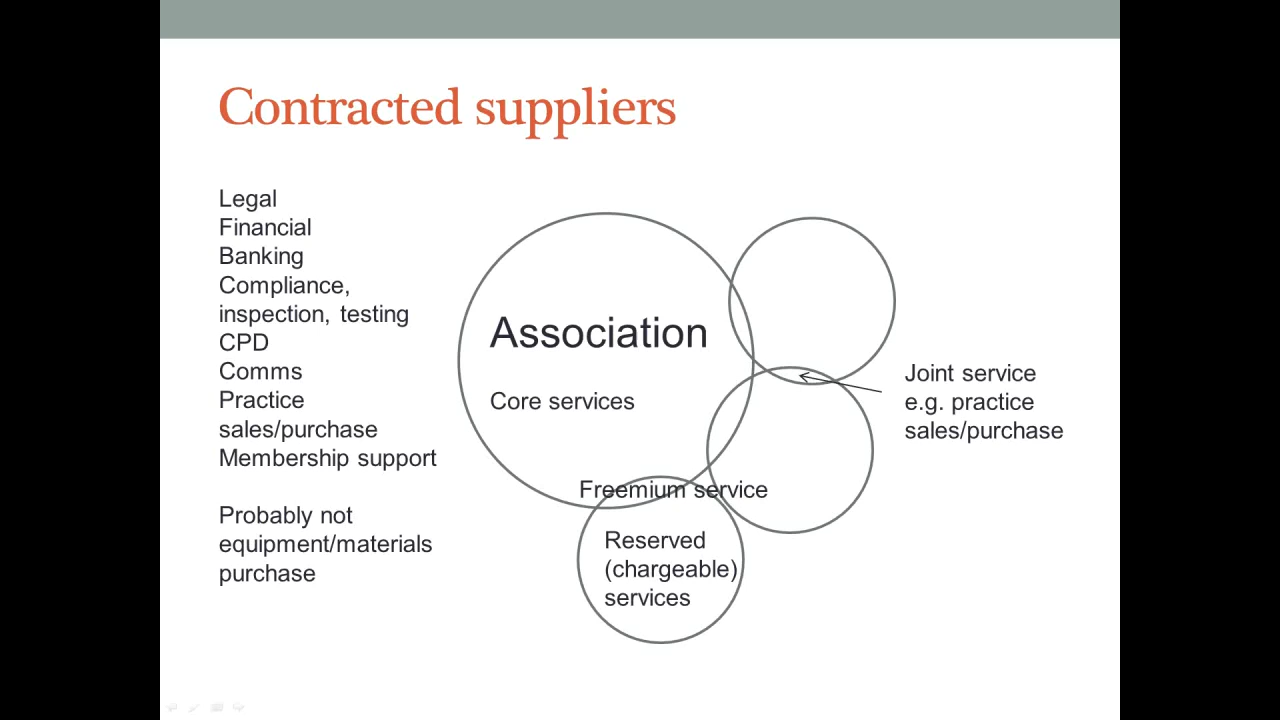 Contracted suppliers
Legal
Financial
Banking
Compliance,
inspection, testing
CPD
Comms
Practice
sales/purchase
Membership support
Probably not
equipment/materials
purchase
Association
Core services
Freemium service
Reserved
(chargeable)
services
Joint service
e.g. practice
sales/purchase